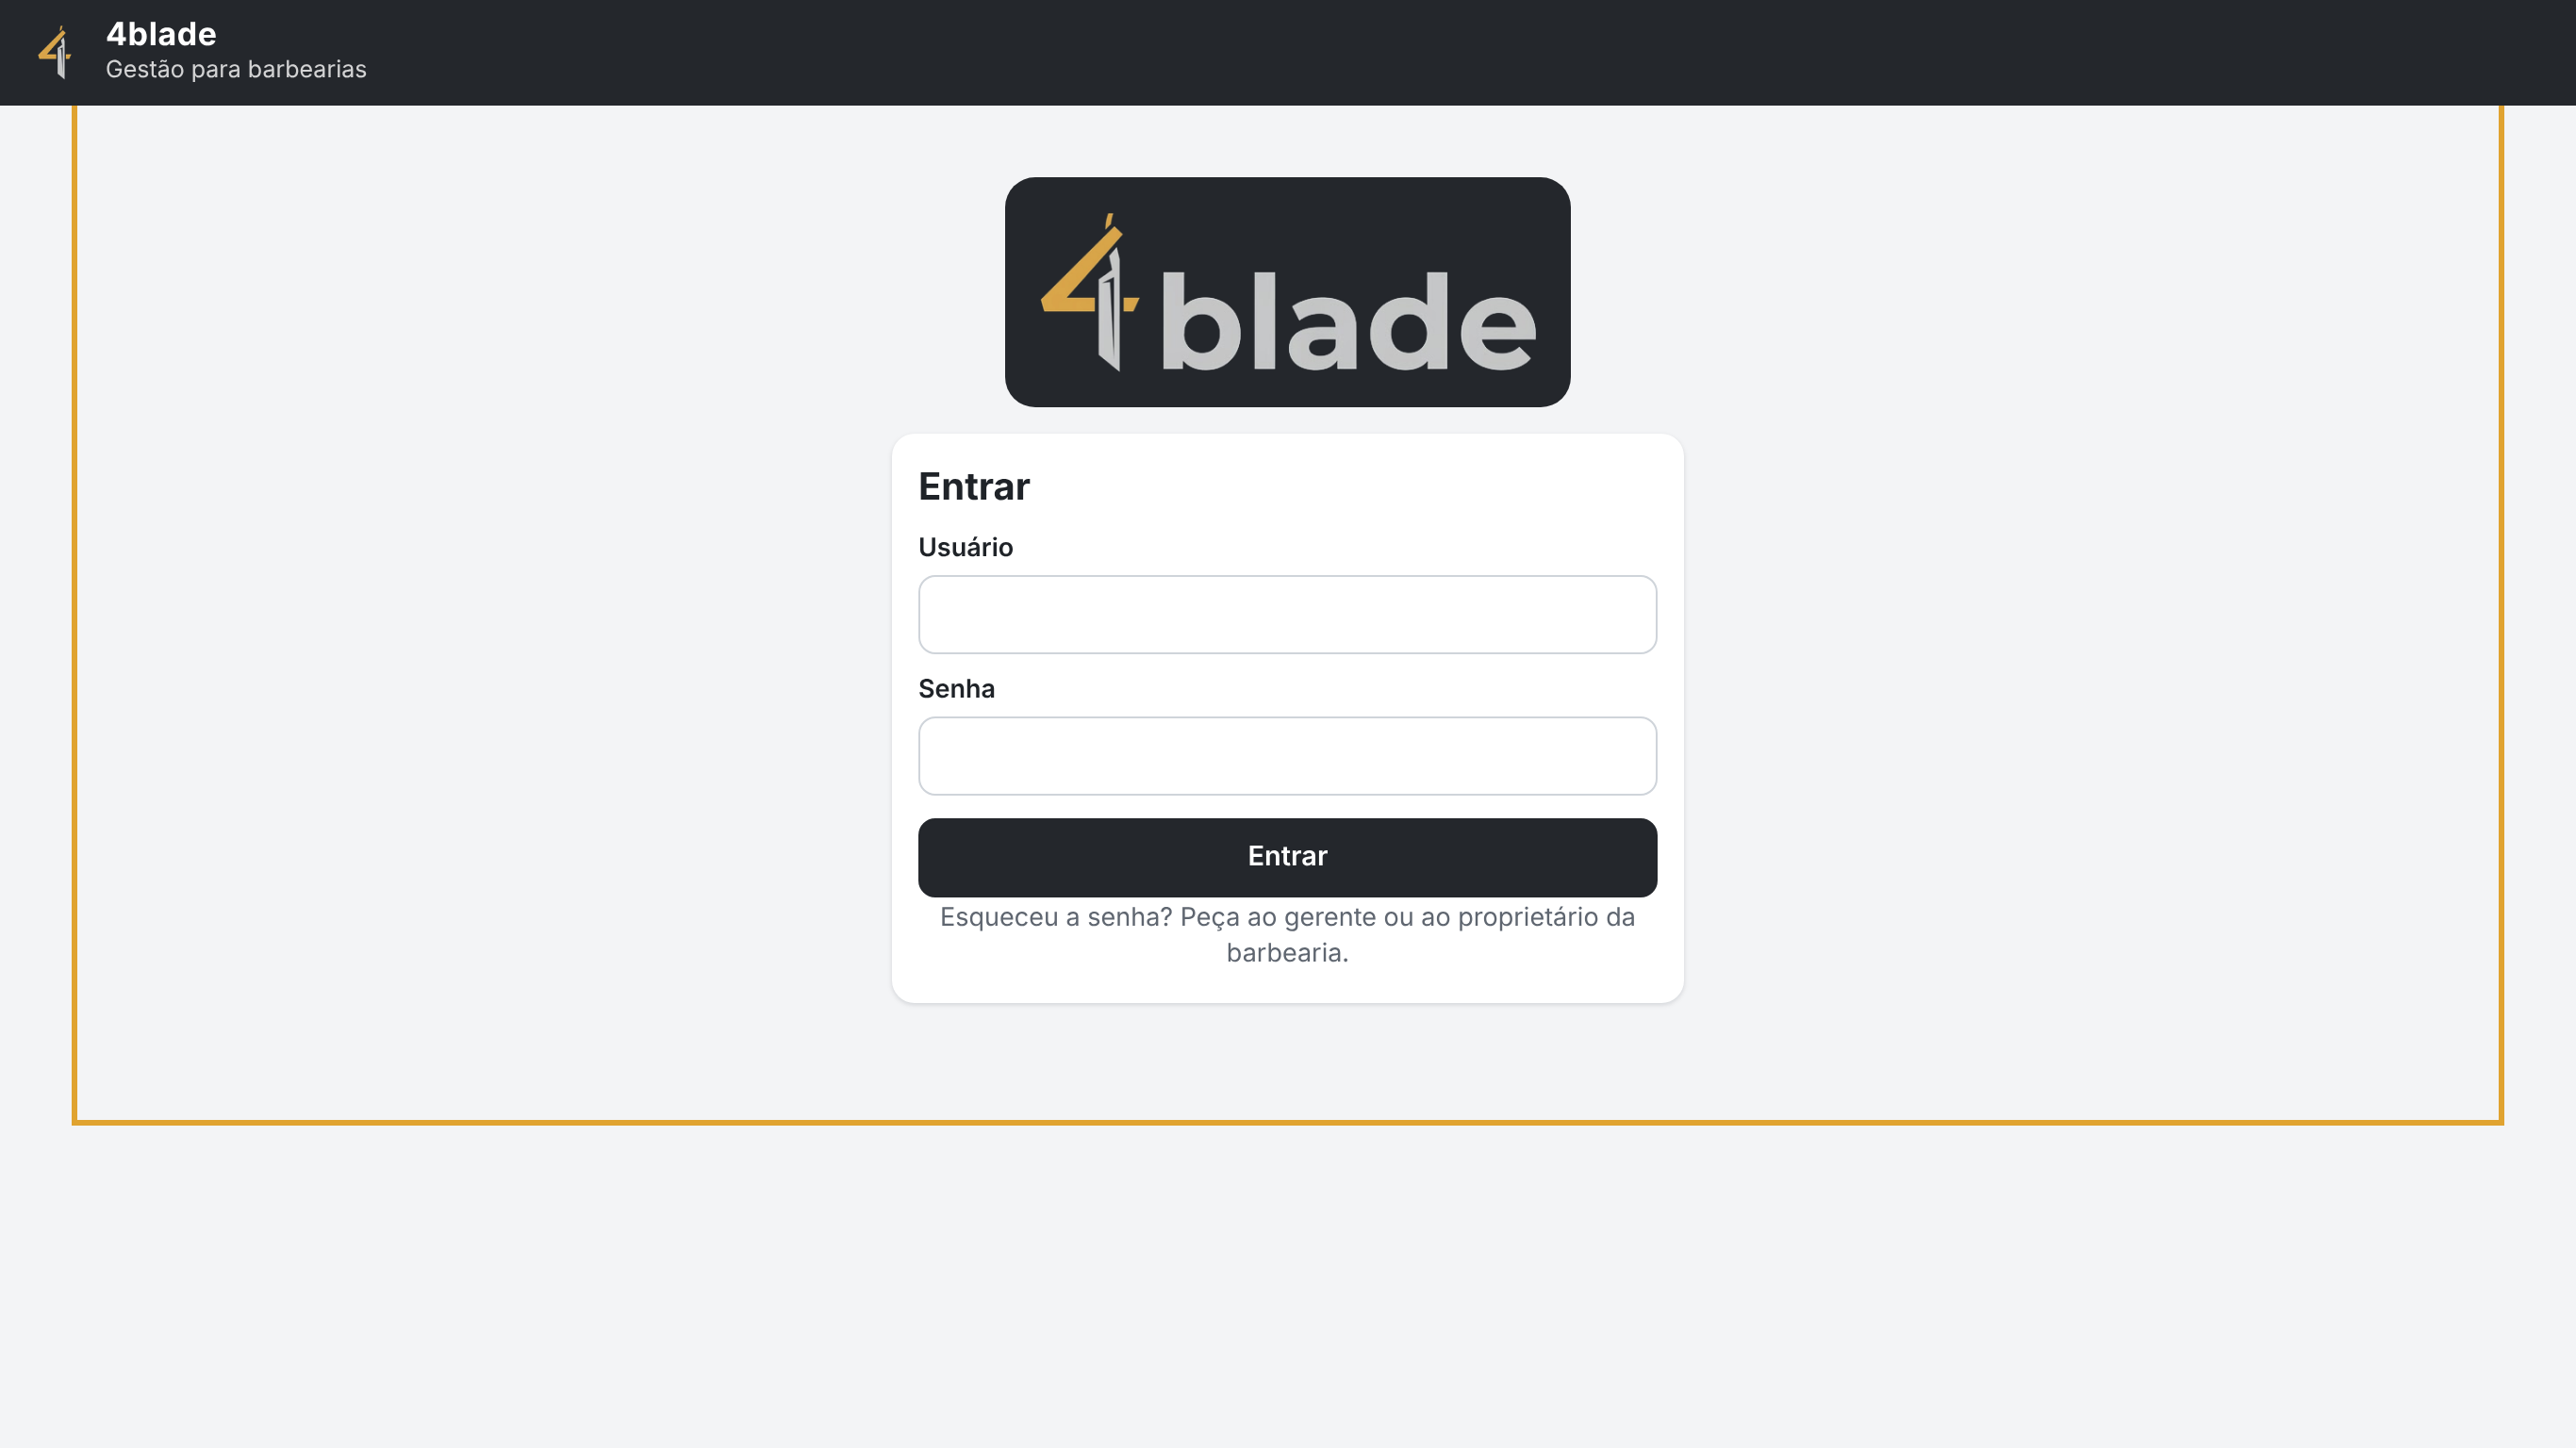 4blade
Gestão para barbearias
4blade
Entrar
Usuário
Senha
Entrar
Esqueceu a senha? Peça ao gerente ou ao proprietário da
barbearia.